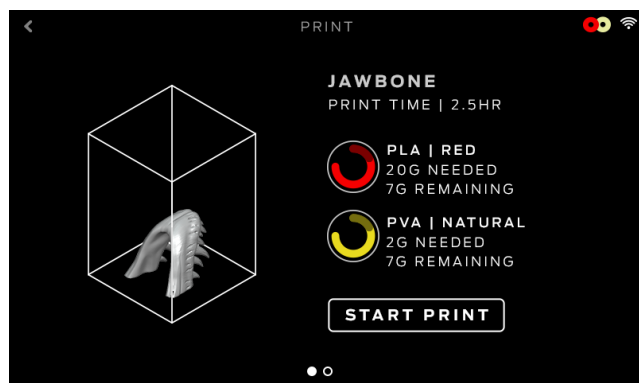 PRINT
JAWBONE
PRINT TIME | 2.5HR
PLA | RED
20G NEEDED
7G REMAINING
PVA | NATURAL
2G NEEDED
7G REMAINING
START PRINT